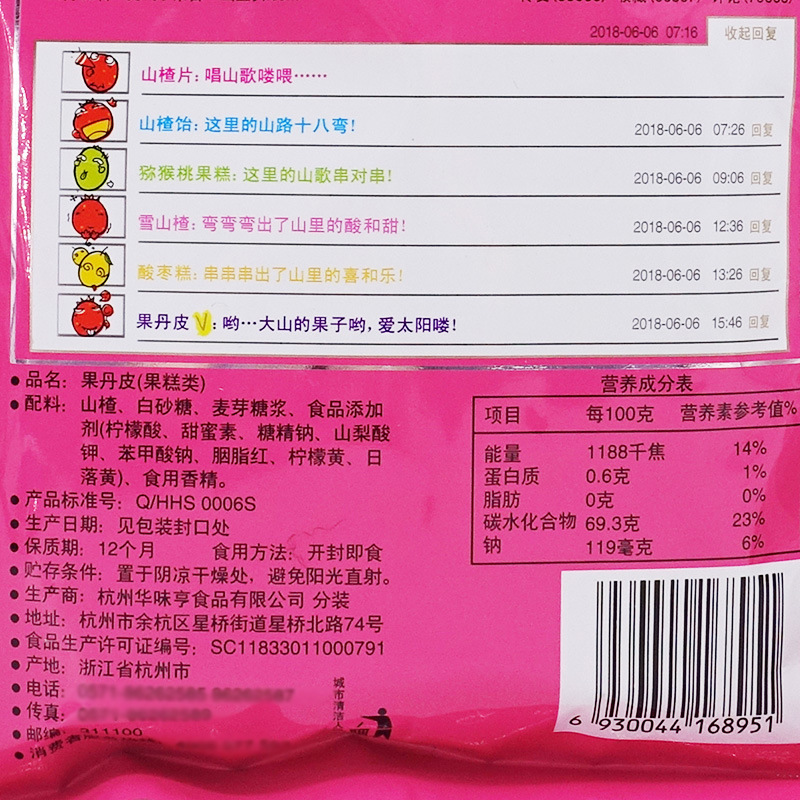 2018-06-06 07:16 收起回复
山楂片: 唱山歌喽喂……
山楂饴: 这里的山路十八弯! 2018-06-06 07:26 回复
猕猴桃果糕: 这里的山歌串对串! 2018-06-06 09:06 回复
雪山楂: 弯弯弯出了山里的酸和甜! 2018-06-06 12:36 回复
酸枣糕: 串串串出了山里的喜和乐! 2018-06-06 13:26 回复
果丹皮V: 哟…大山的果子哟, 爱太阳喽! 2018-06-06 15:46 回复
●品名: 果丹皮(果糕类)
●配料: 山楂、白砂糖、麦芽糖浆、食品添加
剂(柠檬酸、甜蜜素、糖精钠、山梨酸
钾、苯甲酸钠、胭脂红、柠檬黄、日
落黄)、食用香精。
●产品标准号: Q/HHS 0006S
●生产日期: 见包装封口处
●保质期: 12个月 食用方法: 开封即食
●贮存条件: 置于阴凉干燥处, 避免阳光直射。
●生产商: 杭州华味亨食品有限公司 分装
●地址: 杭州市余杭区星桥街道星桥北路74号
●食品生产许可证编号: SC11833011000791
●产地: 浙江省杭州市
●电话:
●传真:
●邮编: 311100
●消费者
城市清洁人
营养成分表
项目 每100克 营养素参考值%
能量 1188千焦 14%
蛋白质 0.6克 1%
脂肪 0克 0%
碳水化合物 69.3克 23%
钠 119毫克 6%
6 930044 168951